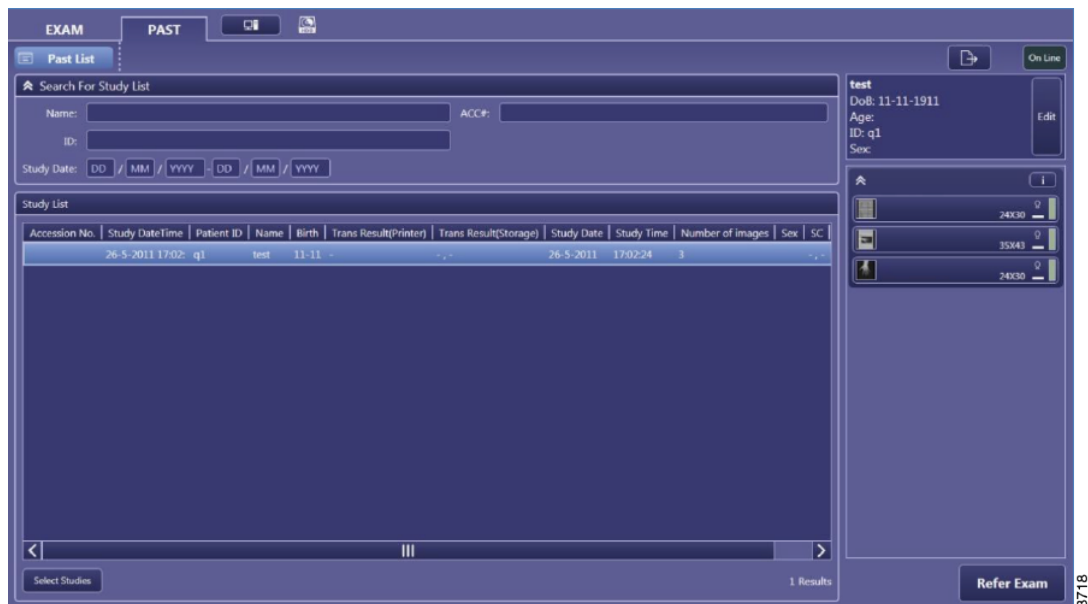 EXAM PAST
Past List On Line
Search For Study List
Name: ACC#:
ID:
Study Date: DD / MM / YYYY - DD / MM / YYYY
test
DoB: 11-11-1911
Age:
ID: q1
Sex:
Edit
Study List
Accession No. Study DateTime Patient ID Name Birth Trans Result(Printer) Trans Result(Storage) Study Date Study Time Number of images Sex SC
26-5-2011 17:02: q1 test 11-11 - - , - 26-5-2011 17:02:24 3 - , -
i
24X30
35X43
24X30
Select Studies 1 Results
Refer Exam